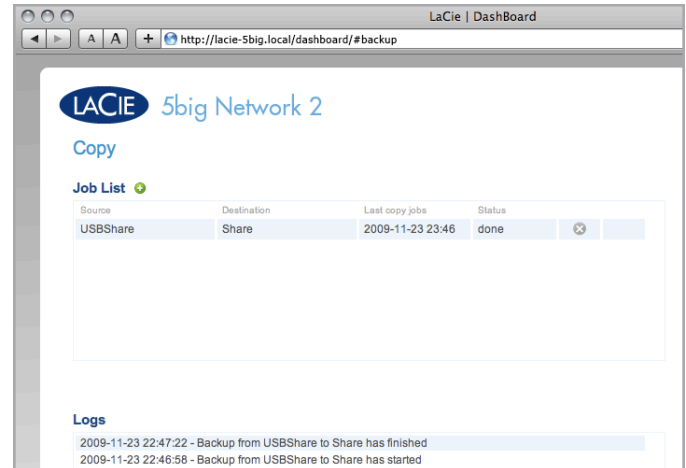 LaCie | DashBoard
A A + http://lacie-5big.local/dashboard/#backup
LACIE 5big Network 2
Copy
Job List
Source Destination Last copy jobs Status
USBShare Share 2009-11-23 23:46 done
Logs
2009-11-23 22:47:22 - Backup from USBShare to Share has finished
2009-11-23 22:46:58 - Backup from USBShare to Share has started